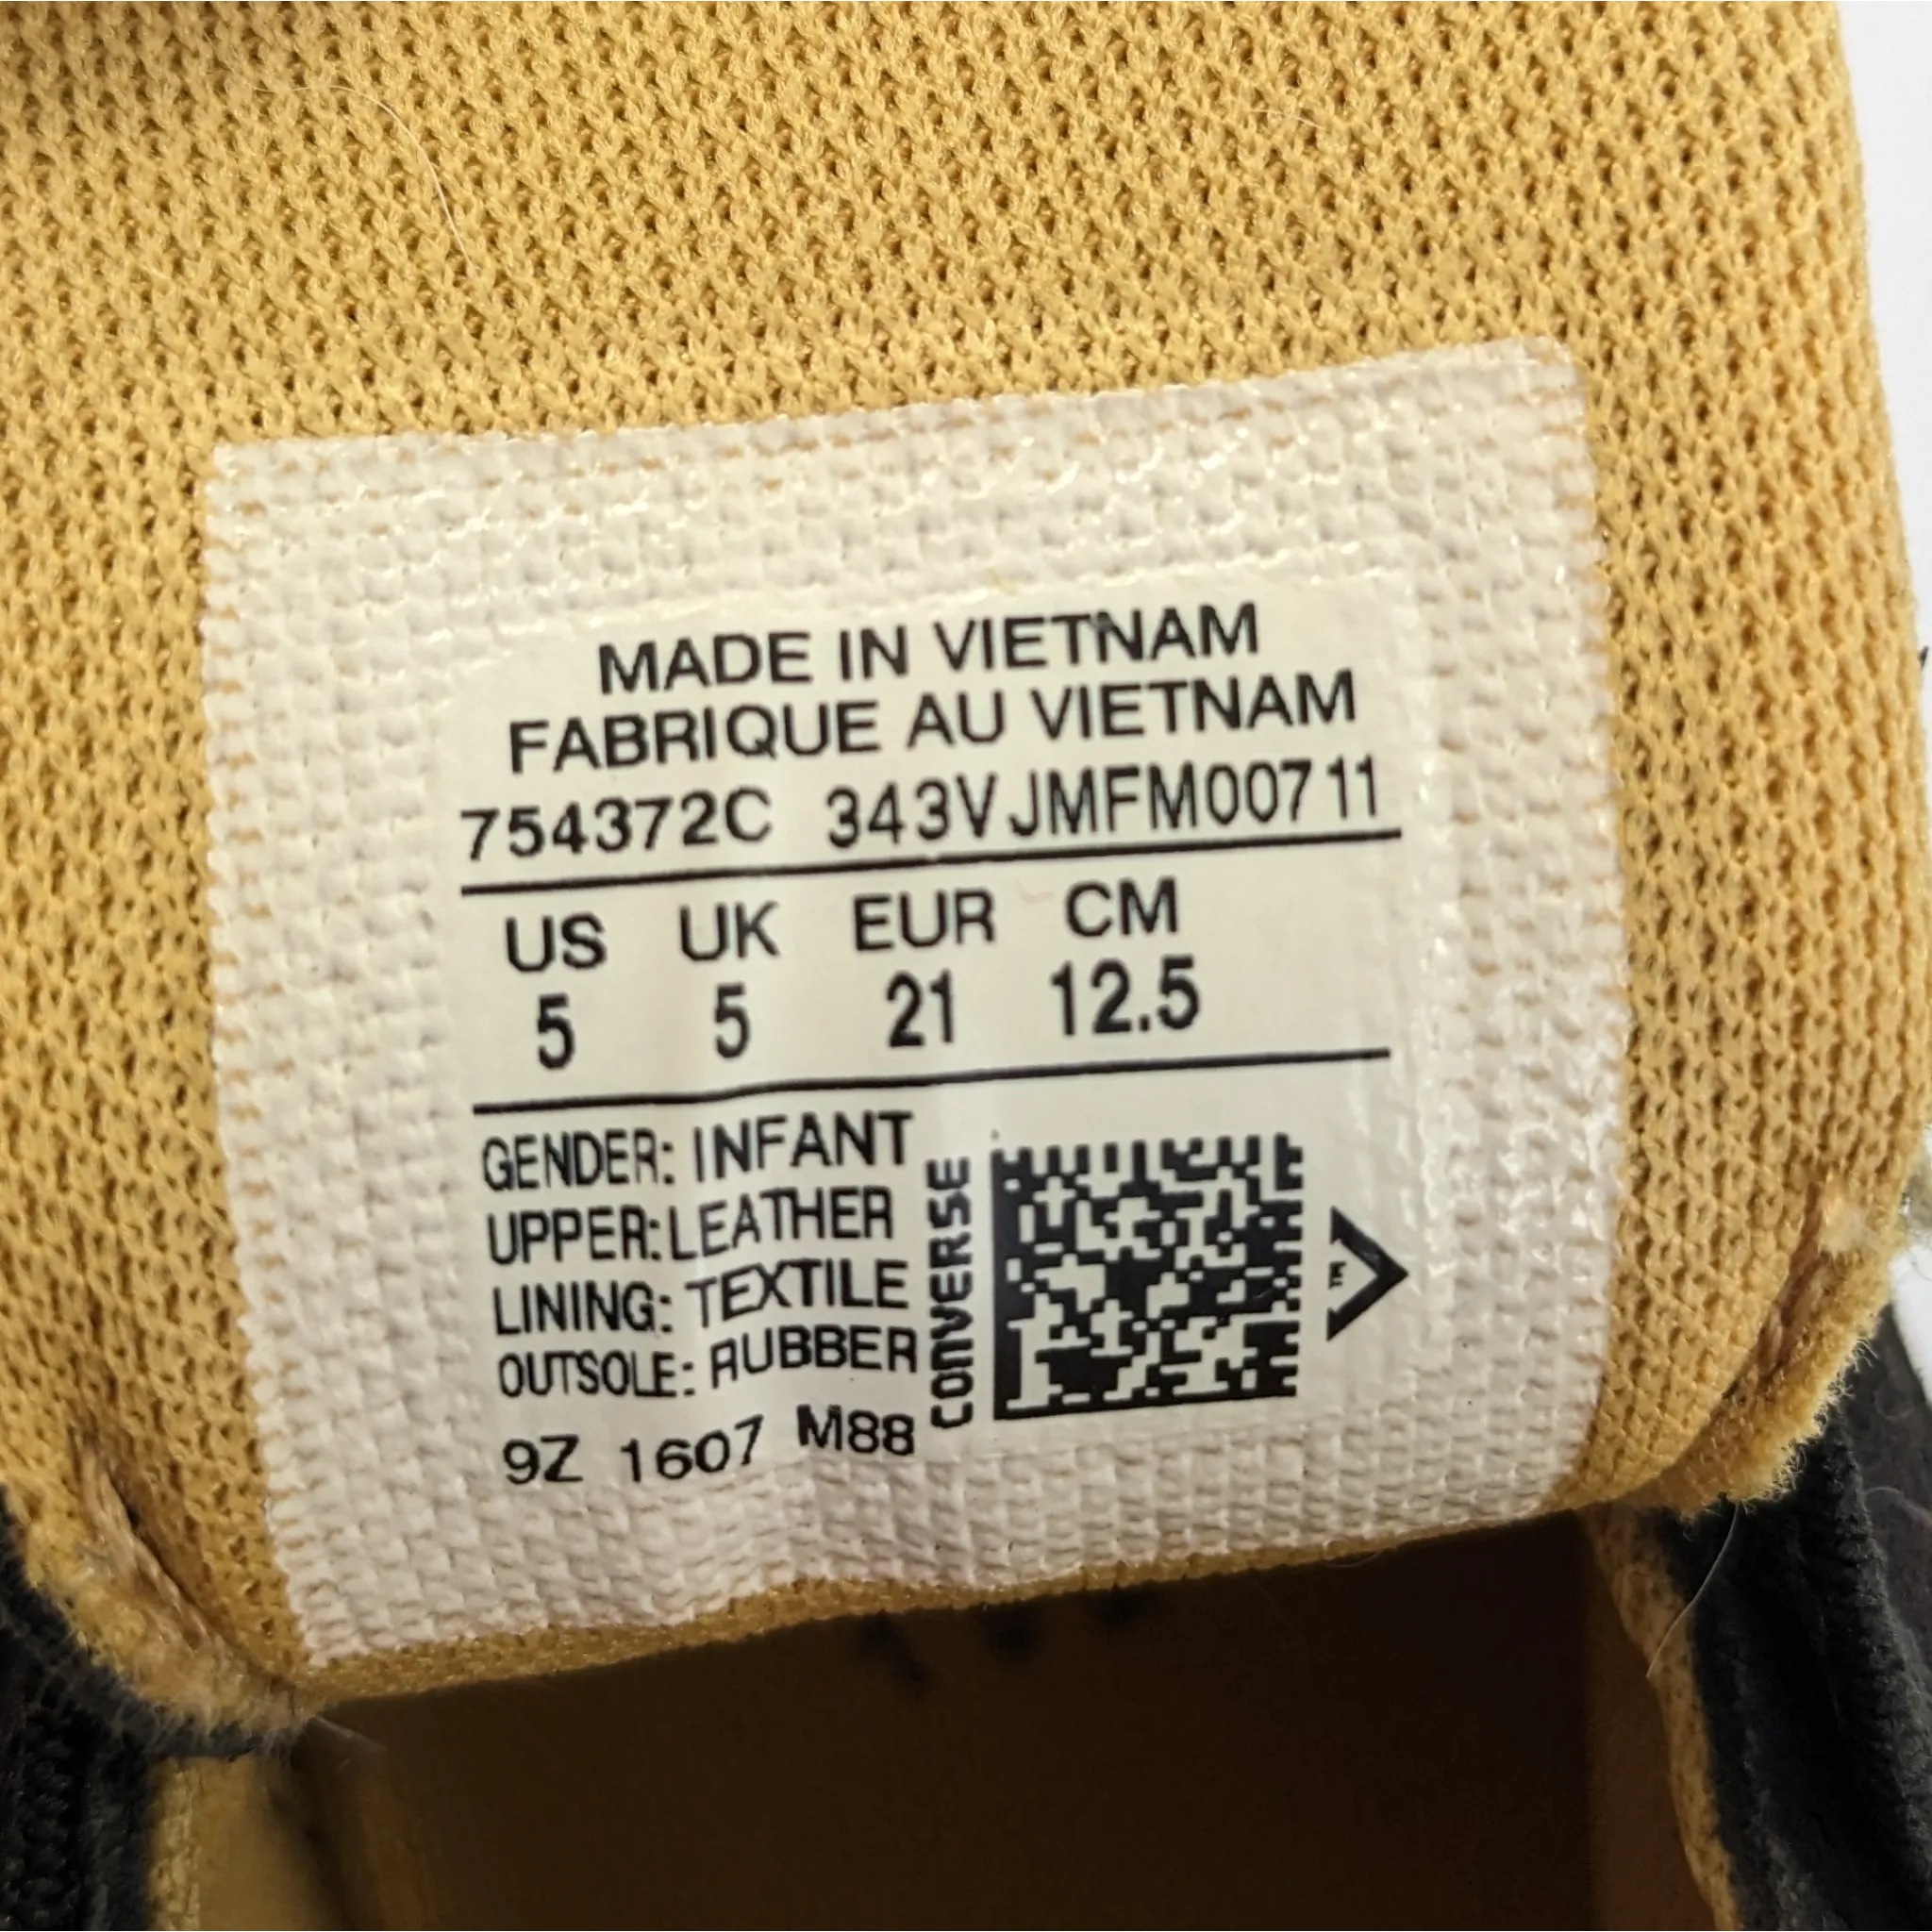 MADE IN VIETNAM
FABRIQUE AU VIETNAM
754372C 343VJMFM00711
US UK EUR CM
5 5 21 12.5
GENDER: INFANT
UPPER: LEATHER
LINING: TEXTILE
OUTSOLE: RUBBER
9Z 1607 M88
CONVERSE
E